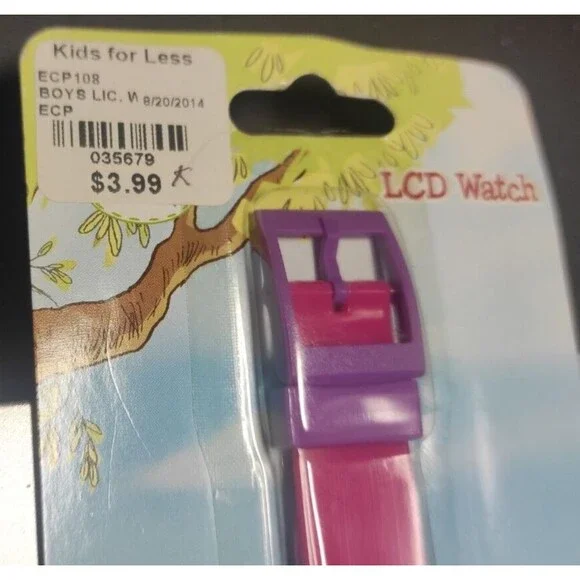 Kids for Less
ECP108
BOYS LIC. W 8/20/2014
ECP
035679
$3.99 K
LCD Watch